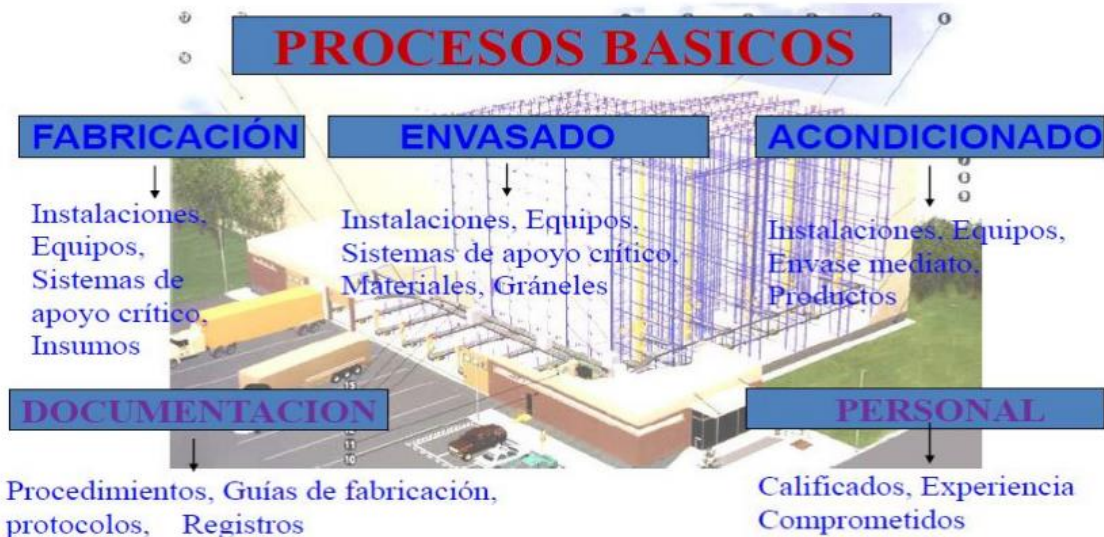 PROCESOS BASICOS
FABRICACIÓN
Instalaciones,
Equipos,
Sistemas de
apoyo crítico,
Insumos
ENVASADO
Instalaciones, Equipos,
Sistemas de apoyo crítico,
Materiales, Gráneles
ACONDICIONADO
Instalaciones, Equipos,
Envase mediato,
Productos
DOCUMENTACION
Procedimientos, Guías de fabricación,
protocolos, Registros
PERSONAL
Calificados, Experiencia
Comprometidos